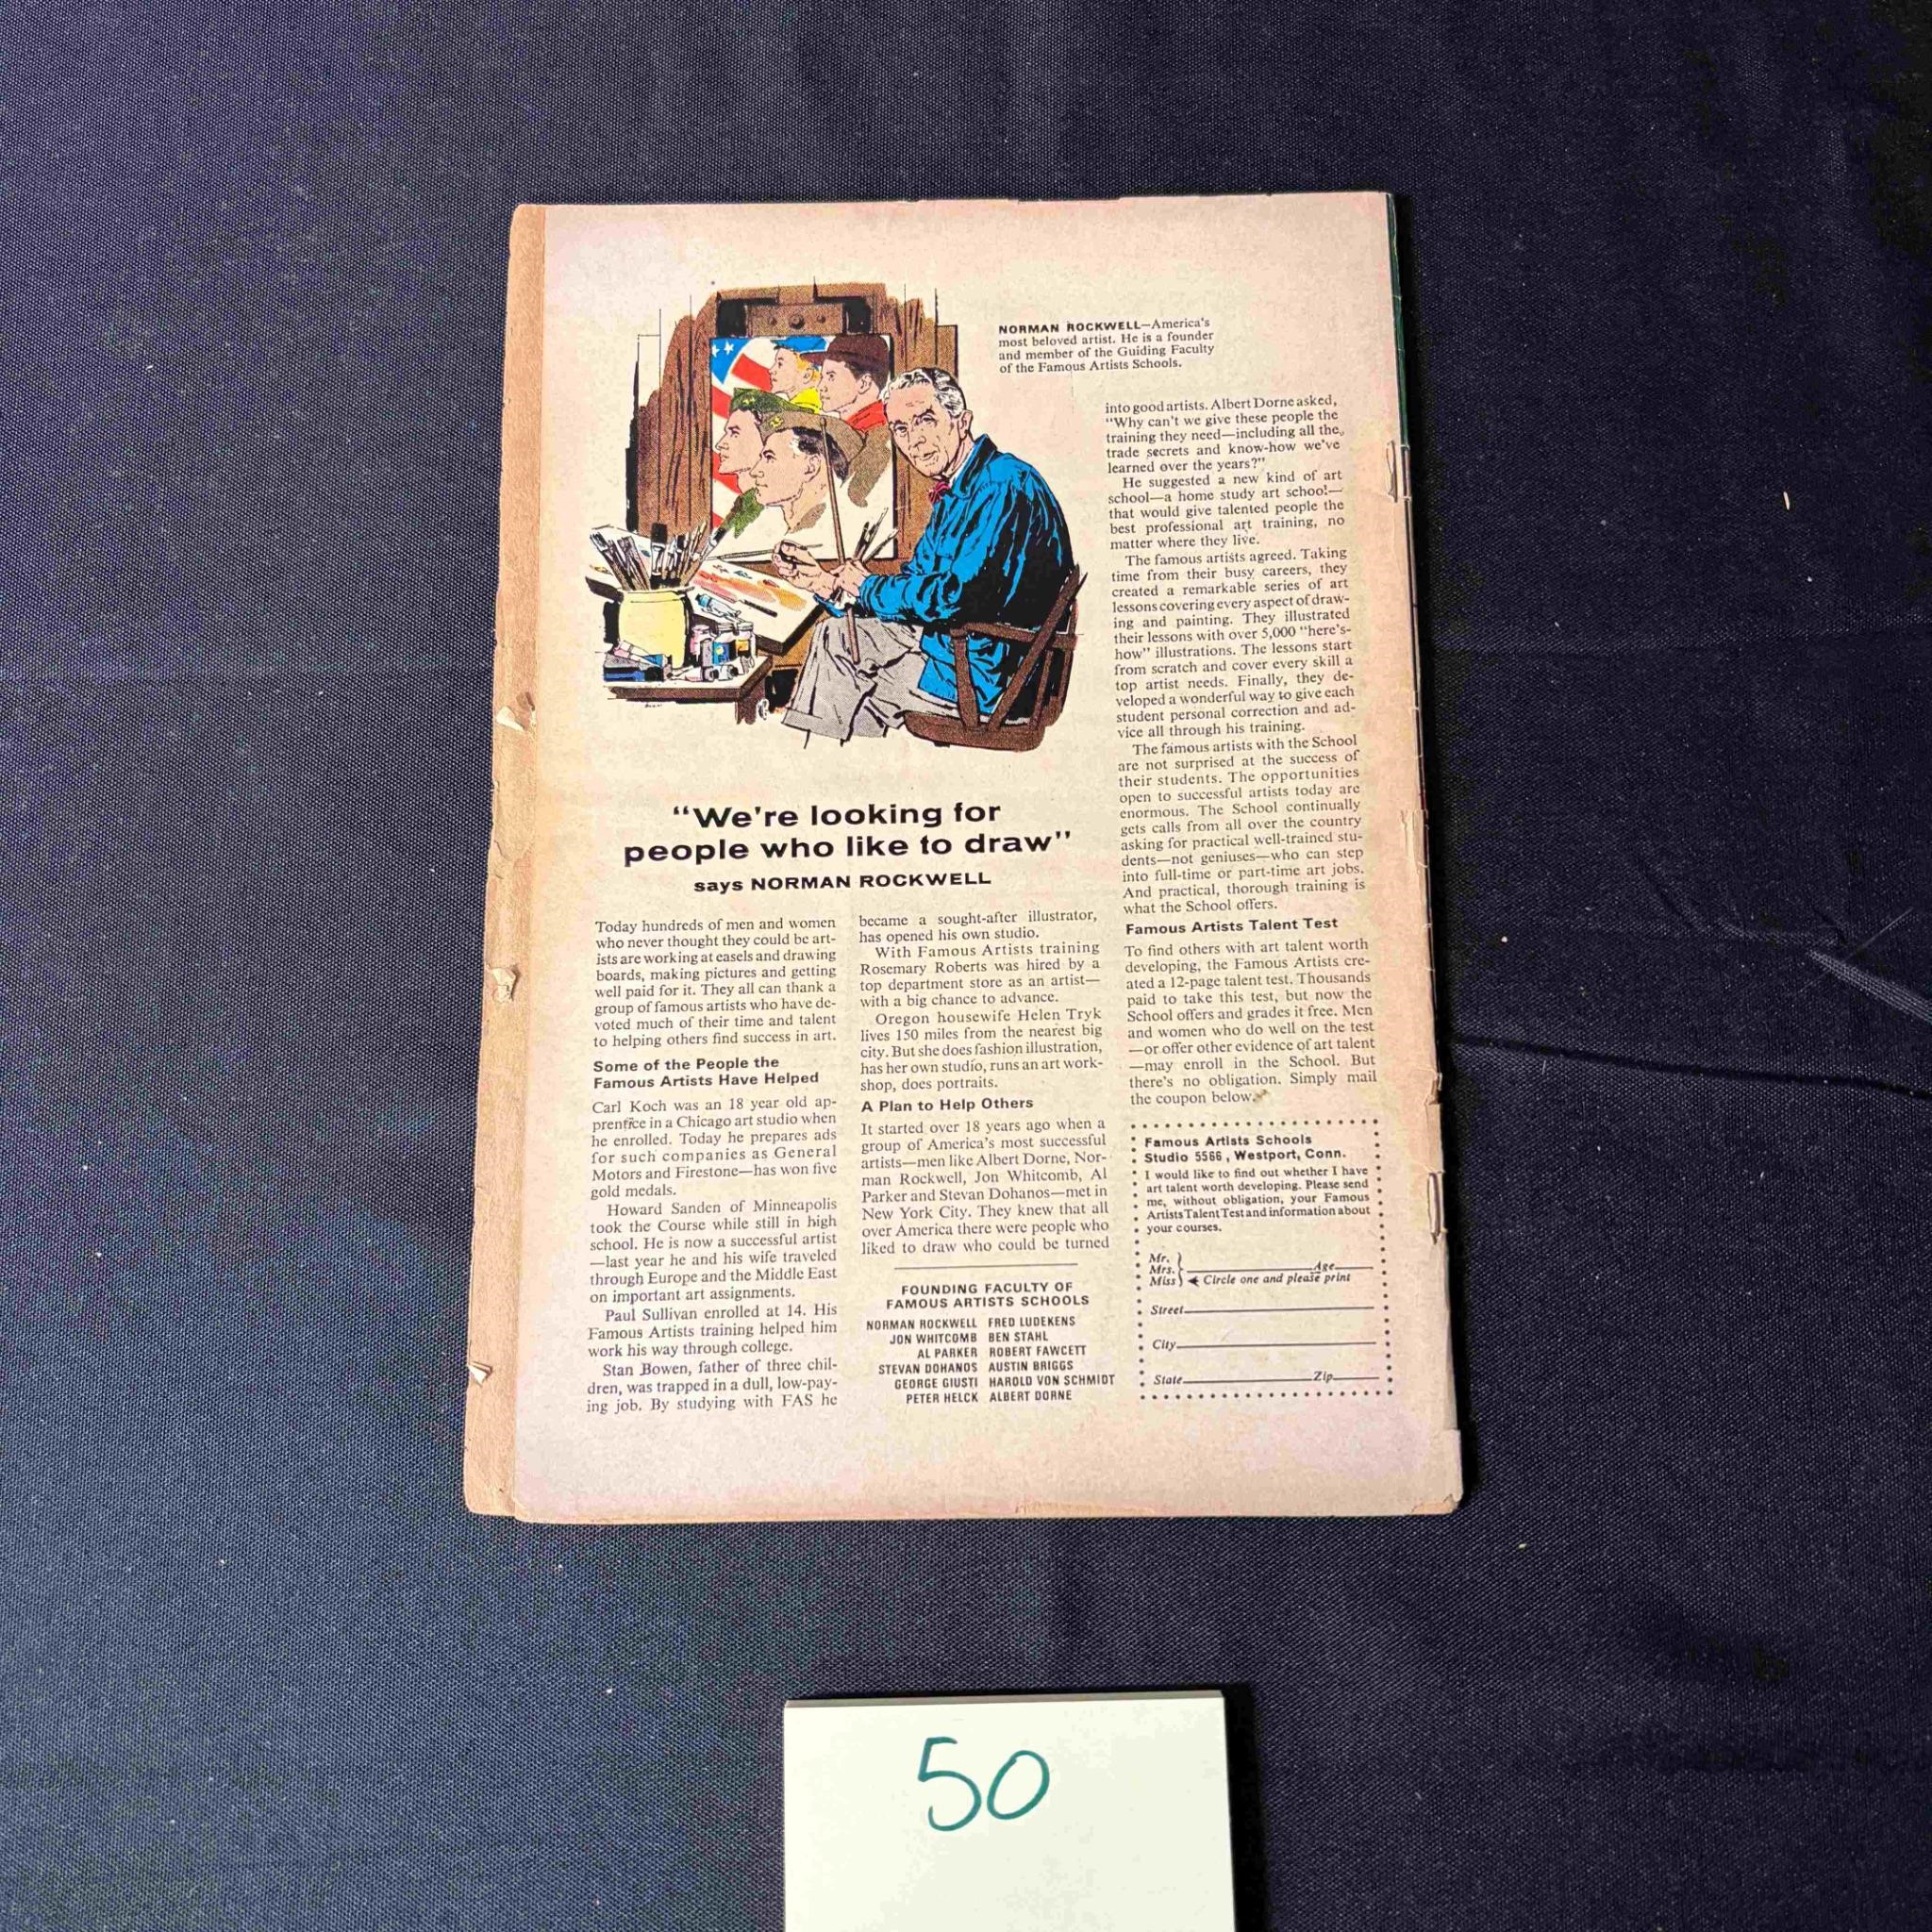 NORMAN ROCKWELL—America's
most beloved artist. He is a founder
and member of the Guiding Faculty
of the Famous Artists Schools.
"We're looking for
people who like to draw"
says NORMAN ROCKWELL
Today hundreds of men and women
who never thought they could be art-
ists are working at easels and drawing
boards, making pictures and getting
well paid for it. They all can thank a
group of famous artists who have de-
voted much of their time and talent
to helping others find success in art.
Some of the People the
Famous Artists Have Helped
Carl Koch was an 18 year old ap-
prentice in a Chicago art studio when
he enrolled. Today he prepares ads
for such companies as General
Motors and Firestone—has won five
gold medals.
Howard Sanden of Minneapolis
took the Course while still in high
school. He is now a successful artist
—last year he and his wife traveled
through Europe and the Middle East
on important art assignments.
Paul Sullivan enrolled at 14. His
Famous Artists training helped him
work his way through college.
Stan Bowen, father of three chil-
dren, was trapped in a dull, low-pay-
ing job. By studying with FAS he
became a sought-after illustrator,
has opened his own studio.
With Famous Artists training
Rosemary Roberts was hired by a
top department store as an artist—
with a big chance to advance.
Oregon housewife Helen Tryk
lives 150 miles from the nearest big
city. But she does fashion illustration,
has her own studio, runs an art work-
shop, does portraits.
A Plan to Help Others
It started over 18 years ago when a
group of America's most successful
artists—men like Albert Dorne, Nor-
man Rockwell, Jon Whitcomb, Al
Parker and Stevan Dohanos—met in
New York City. They knew that all
over America there were people who
liked to draw who could be turned
FOUNDING FACULTY OF
FAMOUS ARTISTS SCHOOLS
NORMAN ROCKWELL FRED LUDEKENS
JON WHITCOMB BEN STAHL
AL PARKER ROBERT FAWCETT
STEVAN DOHANOS AUSTIN BRIGGS
GEORGE GIUSTI HAROLD VON SCHMIDT
PETER HELCK ALBERT DORNE
into good artists. Albert Dorne asked,
"Why can't we give these people the
training they need—including all the
trade secrets and know-how we've
learned over the years?"
He suggested a new kind of art
school—a home study art school—
that would give talented people the
best professional art training, no
matter where they live.
The famous artists agreed. Taking
time from their busy careers, they
created a remarkable series of art
lessons covering every aspect of draw-
ing and painting. They illustrated
their lessons with over 5,000 "here's-
how" illustrations. The lessons start
from scratch and cover every skill a
top artist needs. Finally, they de-
veloped a wonderful way to give each
student personal correction and ad-
vice all through his training.
The famous artists with the School
are not surprised at the success of
their students. The opportunities
open to successful artists today are
enormous. The School continually
gets calls from all over the country
asking for practical well-trained stu-
dents—not geniuses—who can step
into full-time or part-time art jobs.
And practical, thorough training is
what the School offers.
Famous Artists Talent Test
To find others with art talent worth
developing, the Famous Artists cre-
ated a 12-page talent test. Thousands
paid to take this test, but now the
School offers and grades it free. Men
and women who do well on the test
—or offer other evidence of art talent
—may enroll in the School. But
there's no obligation. Simply mail
the coupon below.
Famous Artists Schools
Studio 5566, Westport, Conn.
I would like to find out whether I have
art talent worth developing. Please send
me, without obligation, your Famous
Artists Talent Test and information about
your courses.
Mr.
Mrs. Age
Miss Circle one and please print
Street
City
State Zip
50